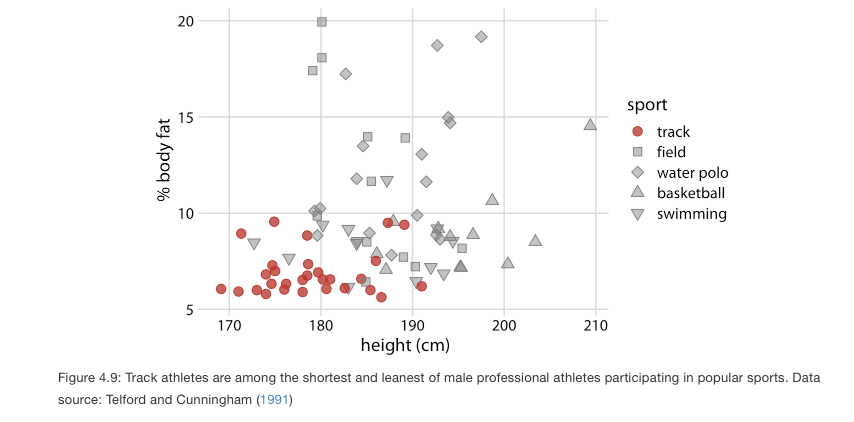 20
15
10
5
% body fat
170 180 190 200 210
height (cm)
sport
track
field
water polo
basketball
swimming
Figure 4.9: Track athletes are among the shortest and leanest of male professional athletes participating in popular sports. Data
source: Telford and Cunningham (1991)